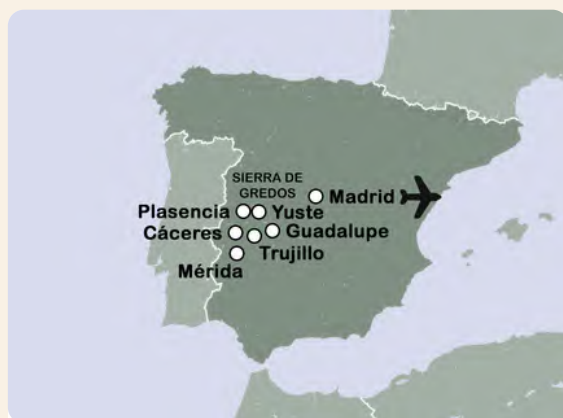 SIERRA DE
GREDOS
Madrid
Plasencia
Yuste
Cáceres
Guadalupe
Trujillo
Mérida